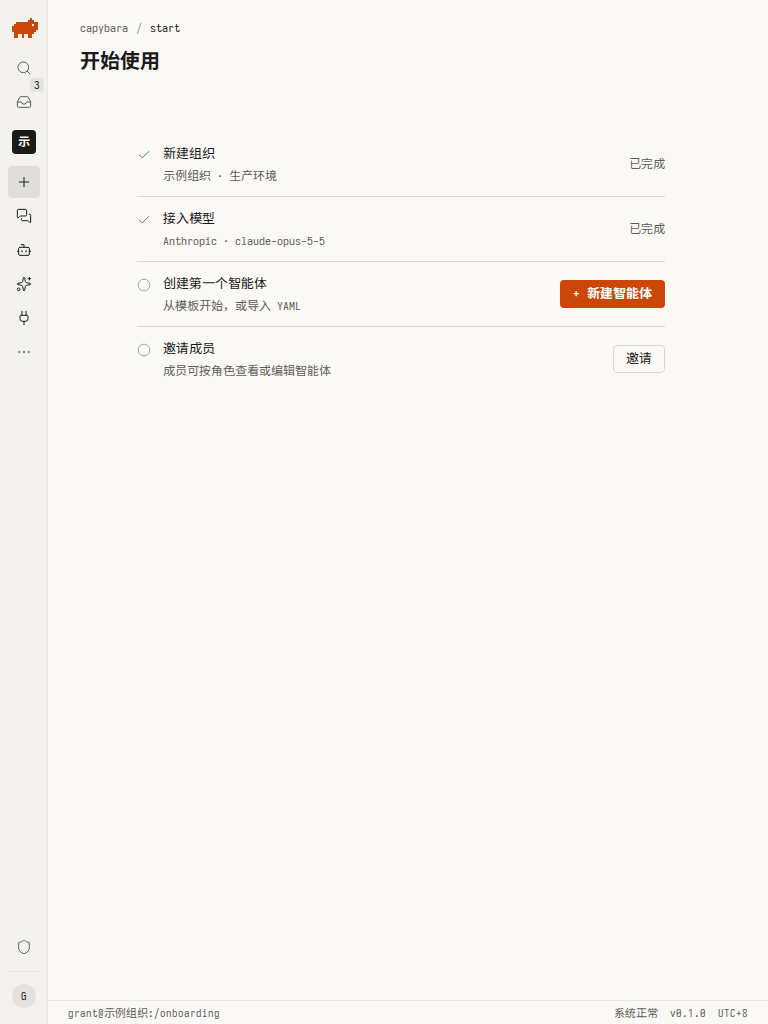 capybara / start
开始使用
3
示
新建组织
示例组织 · 生产环境
已完成
接入模型
Anthropic · claude-opus-5-5
已完成
创建第一个智能体
从模板开始，或导入 YAML
+ 新建智能体
邀请成员
成员可按角色查看或编辑智能体
邀请
G
grant@示例组织:/onboarding
系统正常 v0.1.0 UTC+8